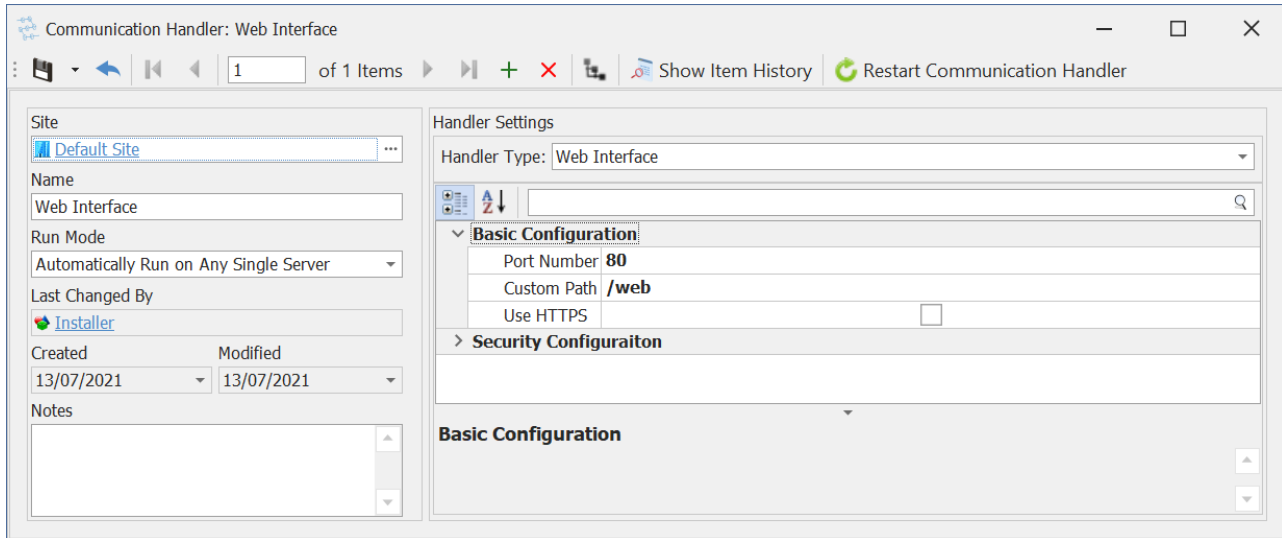 Communication Handler: Web Interface
1 of 1 Items Show Item History Restart Communication Handler
Site
Default Site ...
Name
Web Interface
Run Mode
Automatically Run on Any Single Server
Last Changed By
Installer
Created Modified
13/07/2021 13/07/2021
Notes
Handler Settings
Handler Type: Web Interface
Basic Configuration
Port Number 80
Custom Path /web
Use HTTPS
Security Configuraiton
Basic Configuration